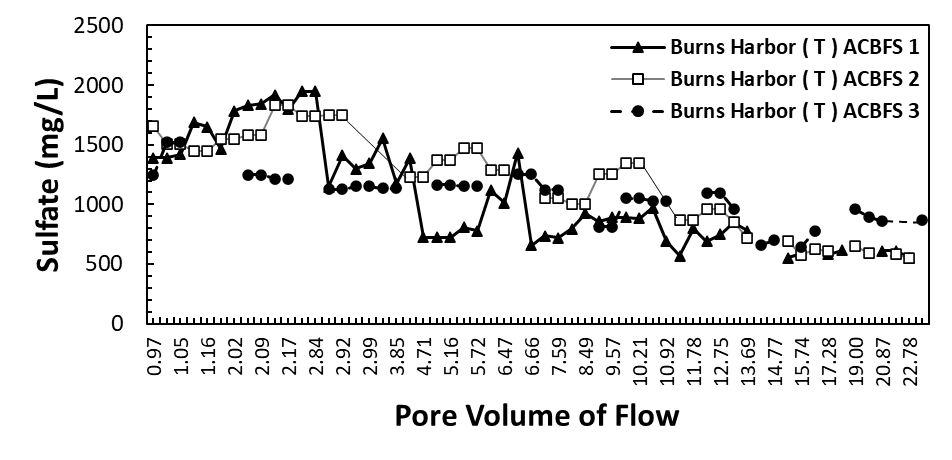 2500
2000
1500
1000
500
0
Sulfate (mg/L)
Burns Harbor ( T ) ACBFS 1
Burns Harbor ( T ) ACBFS 2
Burns Harbor ( T ) ACBFS 3
0.97 1.05 1.16 2.02 2.09 2.17 2.84 2.92 2.99 3.85 4.71 5.16 5.72 6.47 6.66 7.59 8.49 9.57 10.21 10.92 11.78 12.75 13.69 14.77 15.74 17.28 19.00 20.87 22.78
Pore Volume of Flow